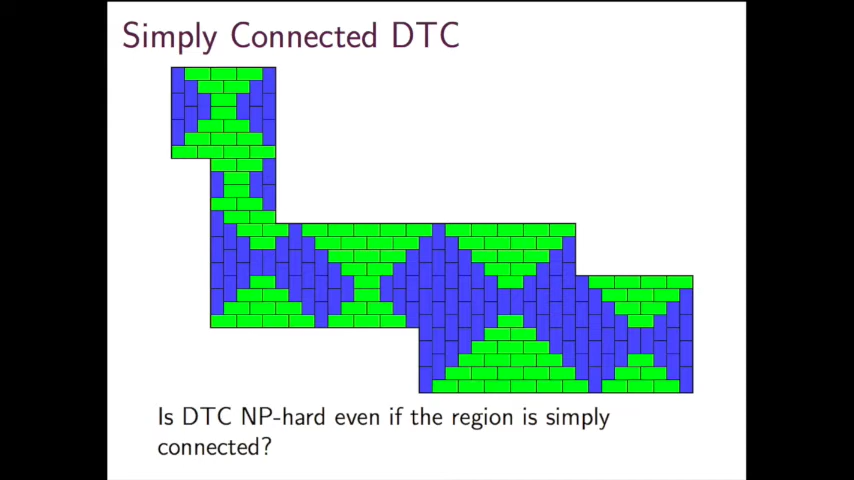 Simply Connected DTC
Is DTC NP-hard even if the region is simply
connected?